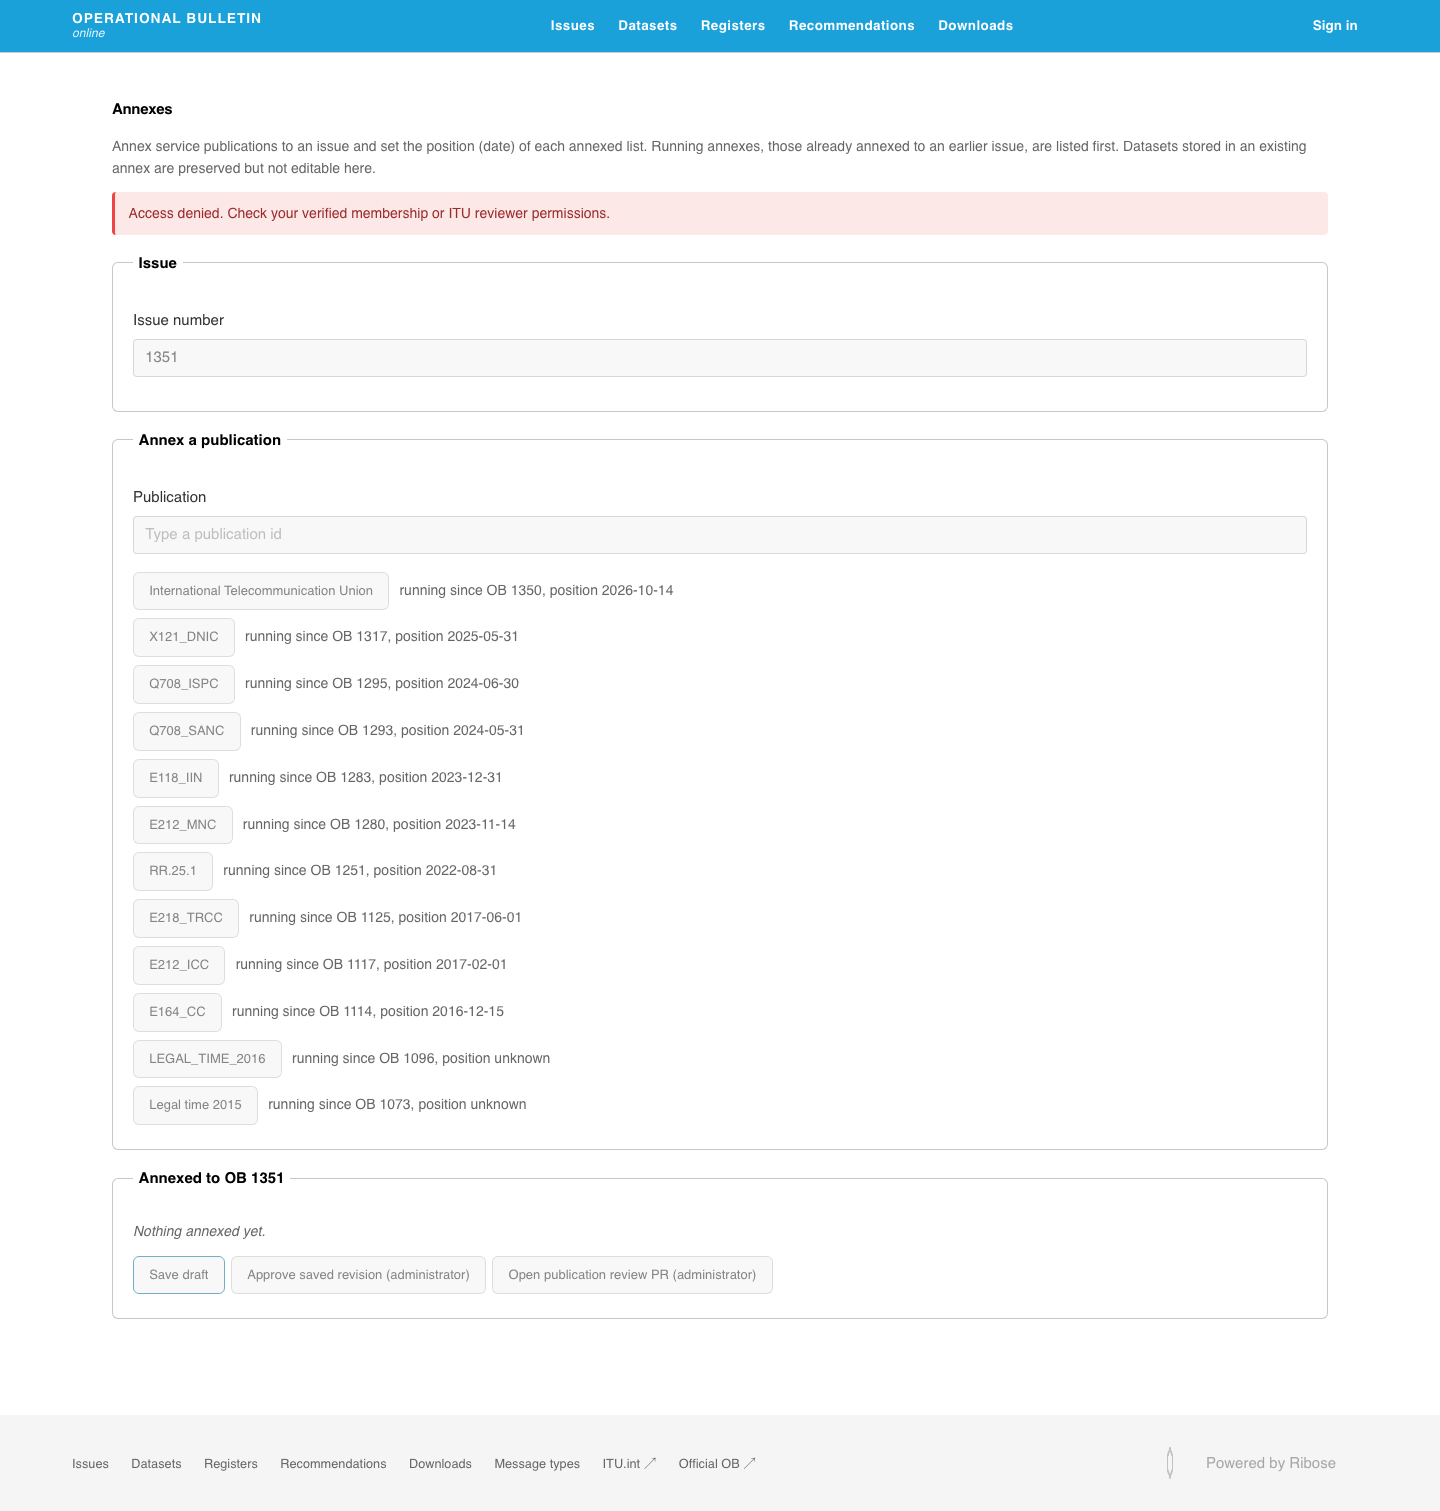 OPERATIONAL BULLETIN
online
Issues
Datasets
Registers
Recommendations
Downloads
Sign in
Annexes
Annex service publications to an issue and set the position (date) of each annexed list. Running annexes, those already annexed to an earlier issue, are listed first. Datasets stored in an existing
annex are preserved but not editable here.
Access denied. Check your verified membership or ITU reviewer permissions.
Issue
Issue number
1351
Annex a publication
Publication
Type a publication id
International Telecommunication Union running since OB 1350, position 2026-10-14
X121_DNIC running since OB 1317, position 2025-05-31
Q708_ISPC running since OB 1295, position 2024-06-30
Q708_SANC running since OB 1293, position 2024-05-31
E118_IIN running since OB 1283, position 2023-12-31
E212_MNC running since OB 1280, position 2023-11-14
RR.25.1 running since OB 1251, position 2022-08-31
E218_TRCC running since OB 1125, position 2017-06-01
E212_ICC running since OB 1117, position 2017-02-01
E164_CC running since OB 1114, position 2016-12-15
LEGAL_TIME_2016 running since OB 1096, position unknown
Legal time 2015 running since OB 1073, position unknown
Annexed to OB 1351
Nothing annexed yet.
Save draft
Approve saved revision (administrator)
Open publication review PR (administrator)
Issues
Datasets
Registers
Recommendations
Downloads
Message types
ITU.int ↗
Official OB ↗
Powered by Ribose